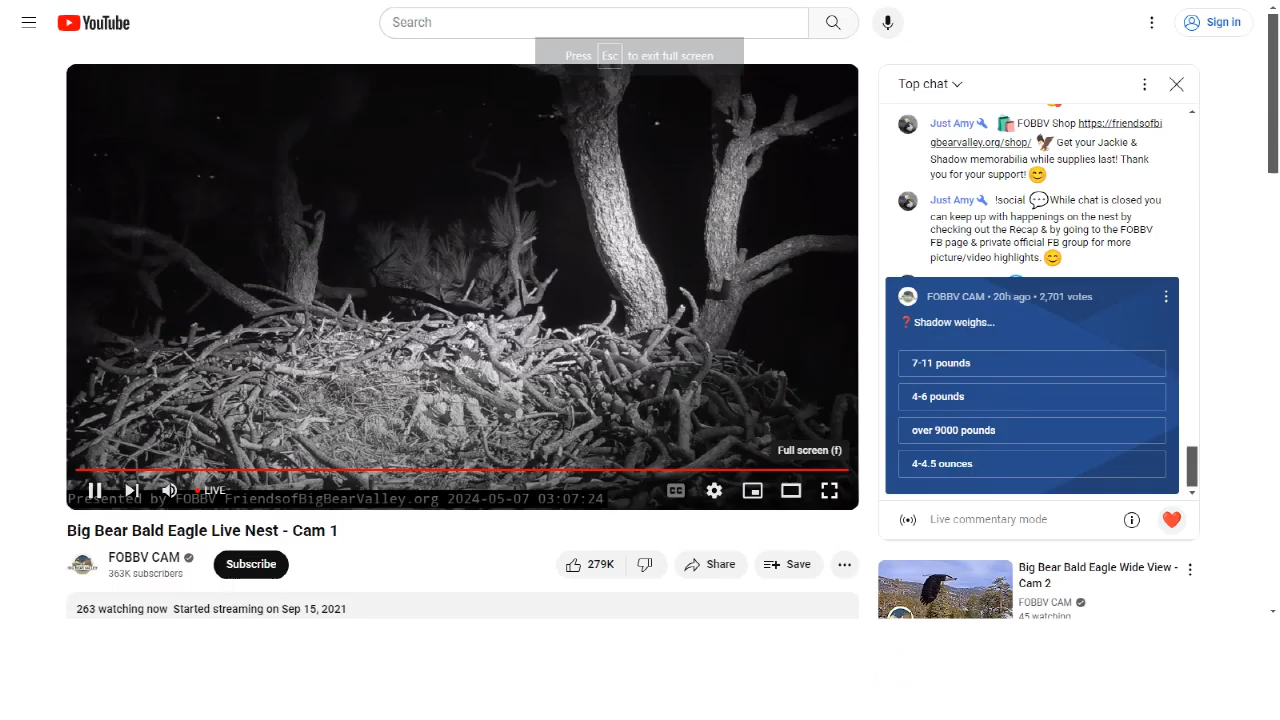 YouTube
Search
Sign in
Press Esc to exit full screen
Top chat
Just Amy FOBBV Shop https://friendsofbi
gbearvalley.org/shop/ Get your Jackie &
Shadow memorabilia while supplies last! Thank
you for your support!
Just Amy !social While chat is closed you
can keep up with happenings on the nest by
checking out the Recap & by going to the FOBBV
FB page & private official FB group for more
picture/video highlights.
FOBBV CAM • 20h ago • 2,701 votes
Shadow weighs...
7-11 pounds
4-6 pounds
over 9000 pounds
4-4.5 ounces
Live commentary mode
Full screen (f)
LIVE
CC
Presented by FOBBV FriendsofBigBearValley.org 2024-05-07 03:07:24
Big Bear Bald Eagle Live Nest - Cam 1
FOBBV CAM
363K subscribers
Subscribe
279K
Share
Save
263 watching now Started streaming on Sep 15, 2021
Big Bear Bald Eagle Wide View -
Cam 2
FOBBV CAM
45 watching